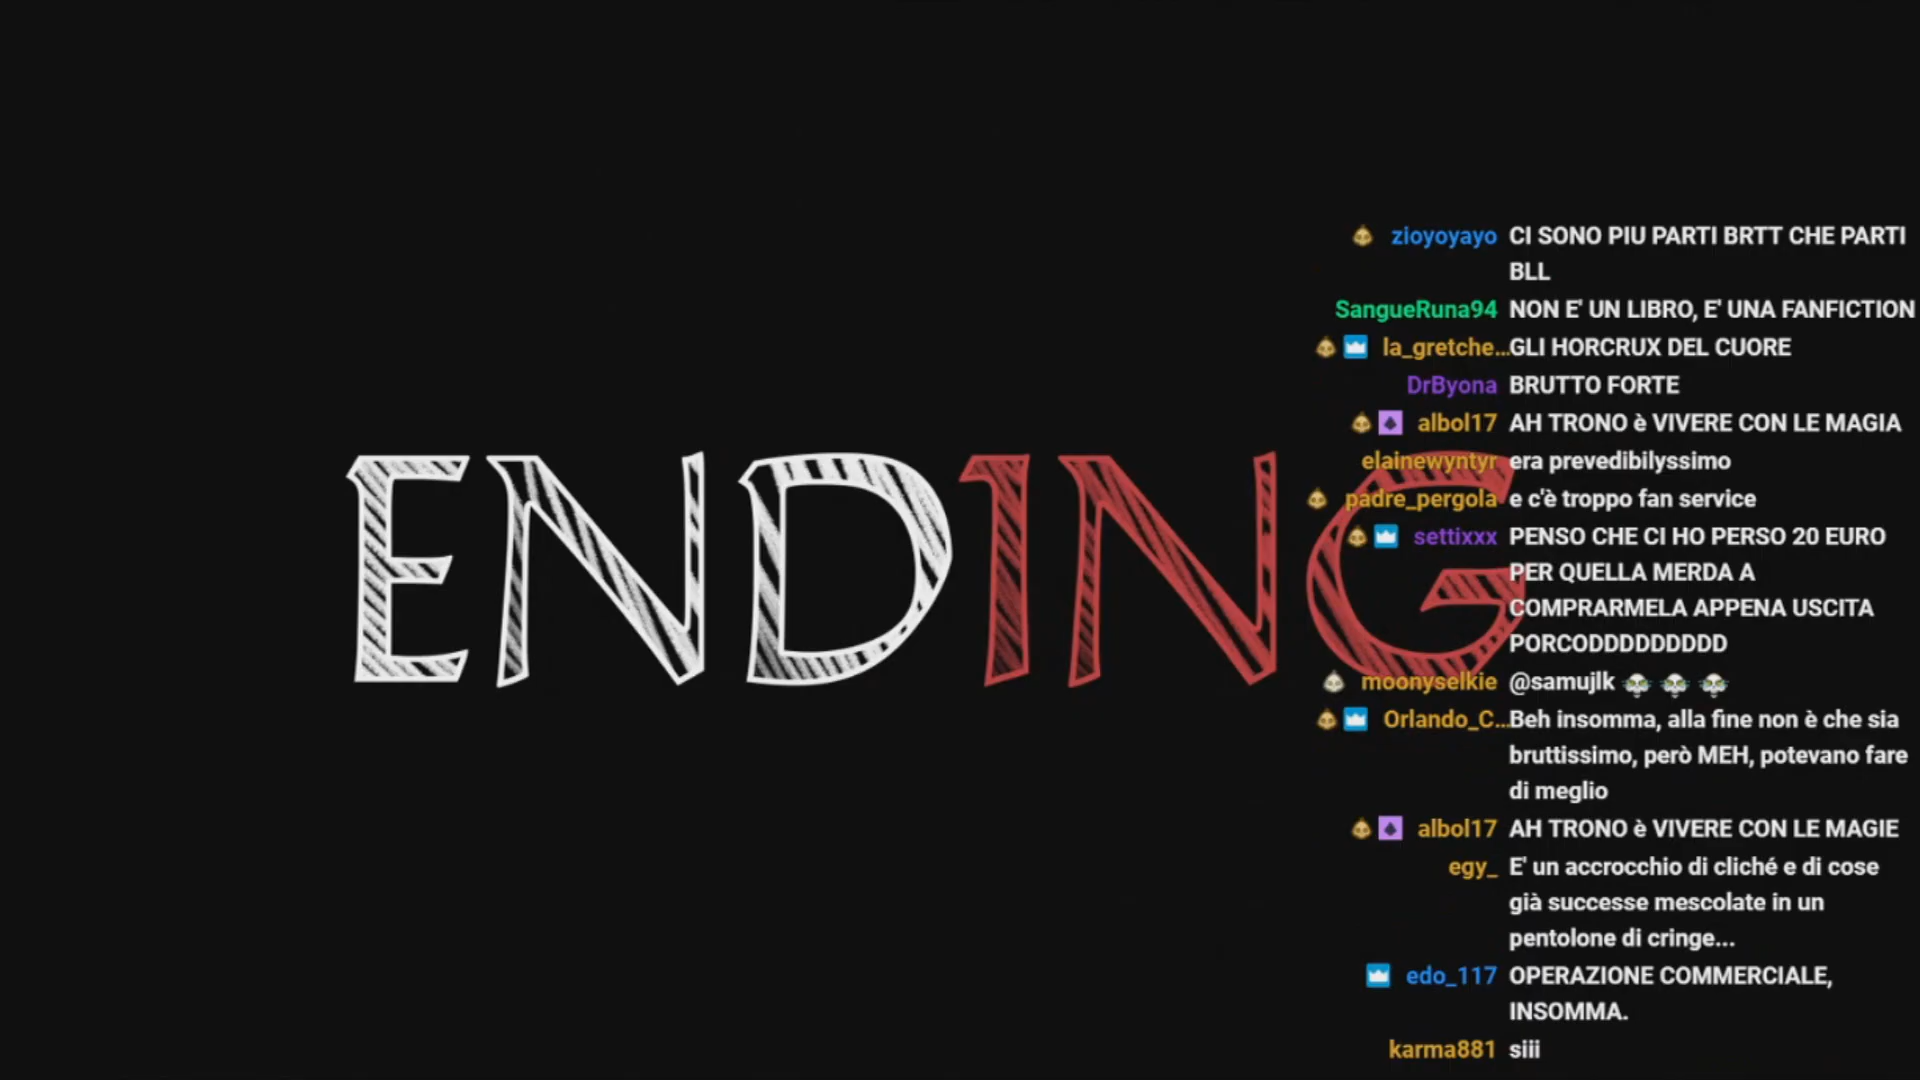 zioyoyayo CI SONO PIU PARTI BRTT CHE PARTI
BLL
SangueRuna94 NON E' UN LIBRO, E' UNA FANFICTION
la_gretche... GLI HORCRUX DEL CUORE
DrByona BRUTTO FORTE
albol17 AH TRONO è VIVERE CON LE MAGIA
elainewyntyr era prevedibilyssimo
padre_pergola e c'è troppo fan service
settixxx PENSO CHE CI HO PERSO 20 EURO
PER QUELLA MERDA A
COMPRARMELA APPENA USCITA
PORCODDDDDDDDD
moonyselkie @samujlk
Orlando_C... Beh insomma, alla fine non è che sia
bruttissimo, però MEH, potevano fare
di meglio
albol17 AH TRONO è VIVERE CON LE MAGIE
egy_ E' un accrocchio di cliché e di cose
già successe mescolate in un
pentolone di cringe...
edo_117 OPERAZIONE COMMERCIALE,
INSOMMA.
karma881 siii
END1NG